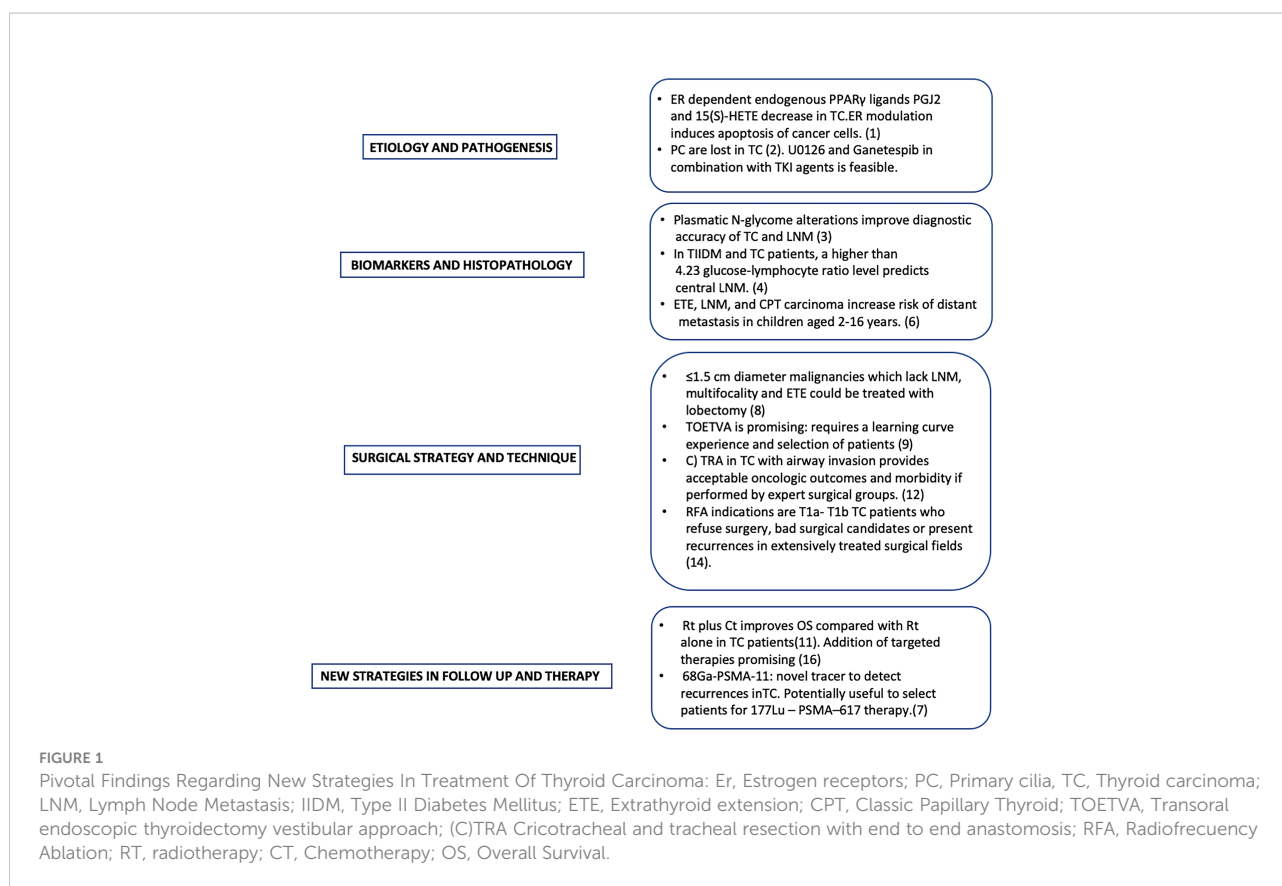 ETIOLOGY AND PATHOGENESIS
• ER dependent endogenous PPARγ ligands PGJ2
and 15(S)-HETE decrease in TC.ER modulation
induces apoptosis of cancer cells. (1)
• PC are lost in TC (2). U0126 and Ganetespib in
combination with TKI agents is feasible.
BIOMARKERS AND HISTOPATHOLOGY
• Plasmatic N-glycome alterations improve diagnostic
accuracy of TC and LNM (3)
• In TIIDM and TC patients, a higher than
4.23 glucose-lymphocyte ratio level predicts
central LNM. (4)
• ETE, LNM, and CPT carcinoma increase risk of distant
metastasis in children aged 2-16 years. (6)
SURGICAL STRATEGY AND TECHNIQUE
• ≤1.5 cm diameter malignancies which lack LNM,
multifocality and ETE could be treated with
lobectomy (8)
• TOETVA is promising: requires a learning curve
experience and selection of patients (9)
• C) TRA in TC with airway invasion provides
acceptable oncologic outcomes and morbidity if
performed by expert surgical groups. (12)
• RFA indications are T1a- T1b TC patients who
refuse surgery, bad surgical candidates or present
recurrences in extensively treated surgical fields
(14).
NEW STRATEGIES IN FOLLOW UP AND THERAPY
• Rt plus Ct improves OS compared with Rt
alone in TC patients(11). Addition of targeted
therapies promising (16)
• 68Ga-PSMA-11: novel tracer to detect
recurrences inTC. Potentially useful to select
patients for 177Lu – PSMA–617 therapy.(7)
FIGURE 1
Pivotal Findings Regarding New Strategies In Treatment Of Thyroid Carcinoma: Er, Estrogen receptors; PC, Primary cilia, TC, Thyroid carcinoma;
LNM, Lymph Node Metastasis; IIDM, Type II Diabetes Mellitus; ETE, Extrathyroid extension; CPT, Classic Papillary Thyroid; TOETVA, Transoral
endoscopic thyroidectomy vestibular approach; (C)TRA Cricotracheal and tracheal resection with end to end anastomosis; RFA, Radiofrecuency
Ablation; RT, radiotherapy; CT, Chemotherapy; OS, Overall Survival.